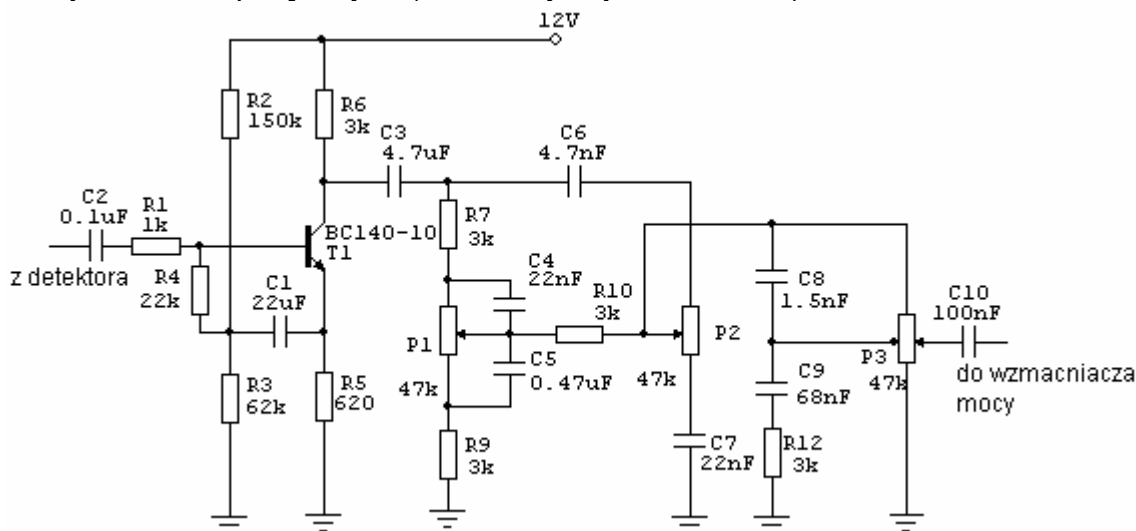 12V
R2
150k
R6
3k
C3
4.7uF
C6
4.7nF
C2
0.1uF
R1
1k
R7
3k
BC140-10
T1
z detektora
R4
22k
C1
22uF
C4
22nF
R10
3k
C8
1.5nF
C10
100nF
P1
P2
P3
C5
0.47uF
47k
47k
47k
C9
68nF
do wzmacniacza
mocy
R3
62k
R5
620
R9
3k
C7
22nF
R12
3k